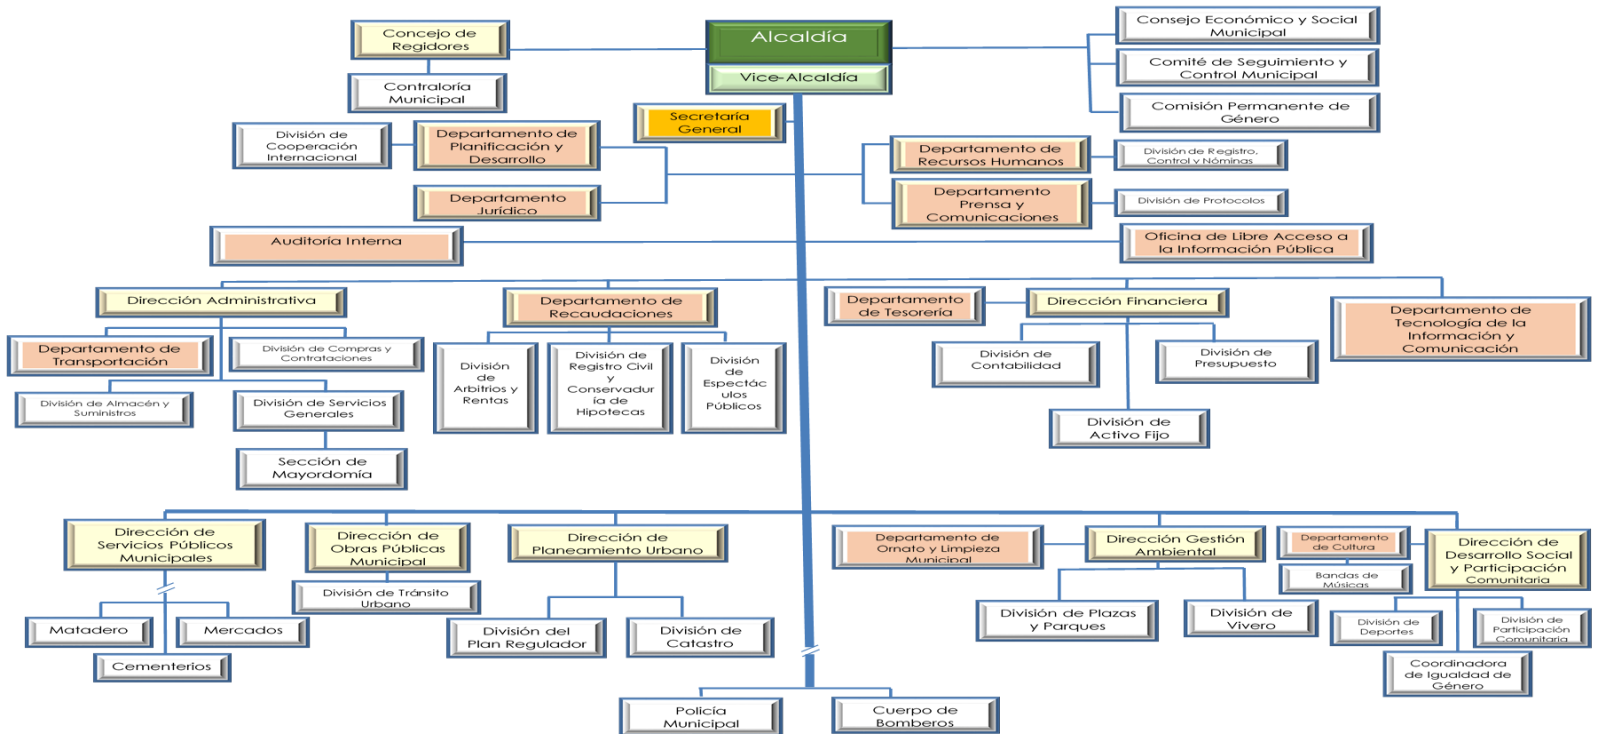 Concejo de
Regidores
Contraloría
Municipal
Alcaldía
Vice-Alcaldía
Consejo Económico y Social
Municipal
Comité de Seguimiento y
Control Municipal
Comisión Permanente de
Género
Secretaría
General
División de
Cooperación
Internacional
Departamento de
Planificación y
Desarrollo
Departamento
Jurídico
Departamento de
Recursos Humanos
División de Registro,
Control y Nóminas
Departamento
Prensa y
Comunicaciones
División de Protocolos
Auditoría Interna
Oficina de Libre Acceso a
la Información Pública
Dirección Administrativa
Departamento de
Transportación
División de Compras y
Contrataciones
División de Almacén y
Suministros
División de Servicios
Generales
Sección de
Mayordomía
Departamento de
Recaudaciones
División
de
Arbitrios y
Rentas
División de
Registro Civil
y
Conservadur
ía de
Hipotecas
División
de
Espectác
ulos
Públicos
Departamento
de Tesorería
Dirección Financiera
División de
Contabilidad
División de
Presupuesto
División de
Activo Fijo
Departamento de
Tecnología de la
Información y
Comunicación
Dirección de
Servicios Públicos
Municipales
Matadero
Mercados
Cementerios
Dirección de
Obras Públicas
Municipal
División de Tránsito
Urbano
Dirección de
Planeamiento Urbano
División del
Plan Regulador
División de
Catastro
Departamento de
Ornato y Limpieza
Municipal
Dirección Gestión
Ambiental
División de Plazas
y Parques
División de
Vivero
Departamento
de Cultura
Bandas de
Músicas
Dirección de
Desarrollo Social
y Participación
Comunitaria
División de
Deportes
División de
Participación
Comunitaria
Coordinadora
de Igualdad de
Género
Policía
Municipal
Cuerpo de
Bomberos